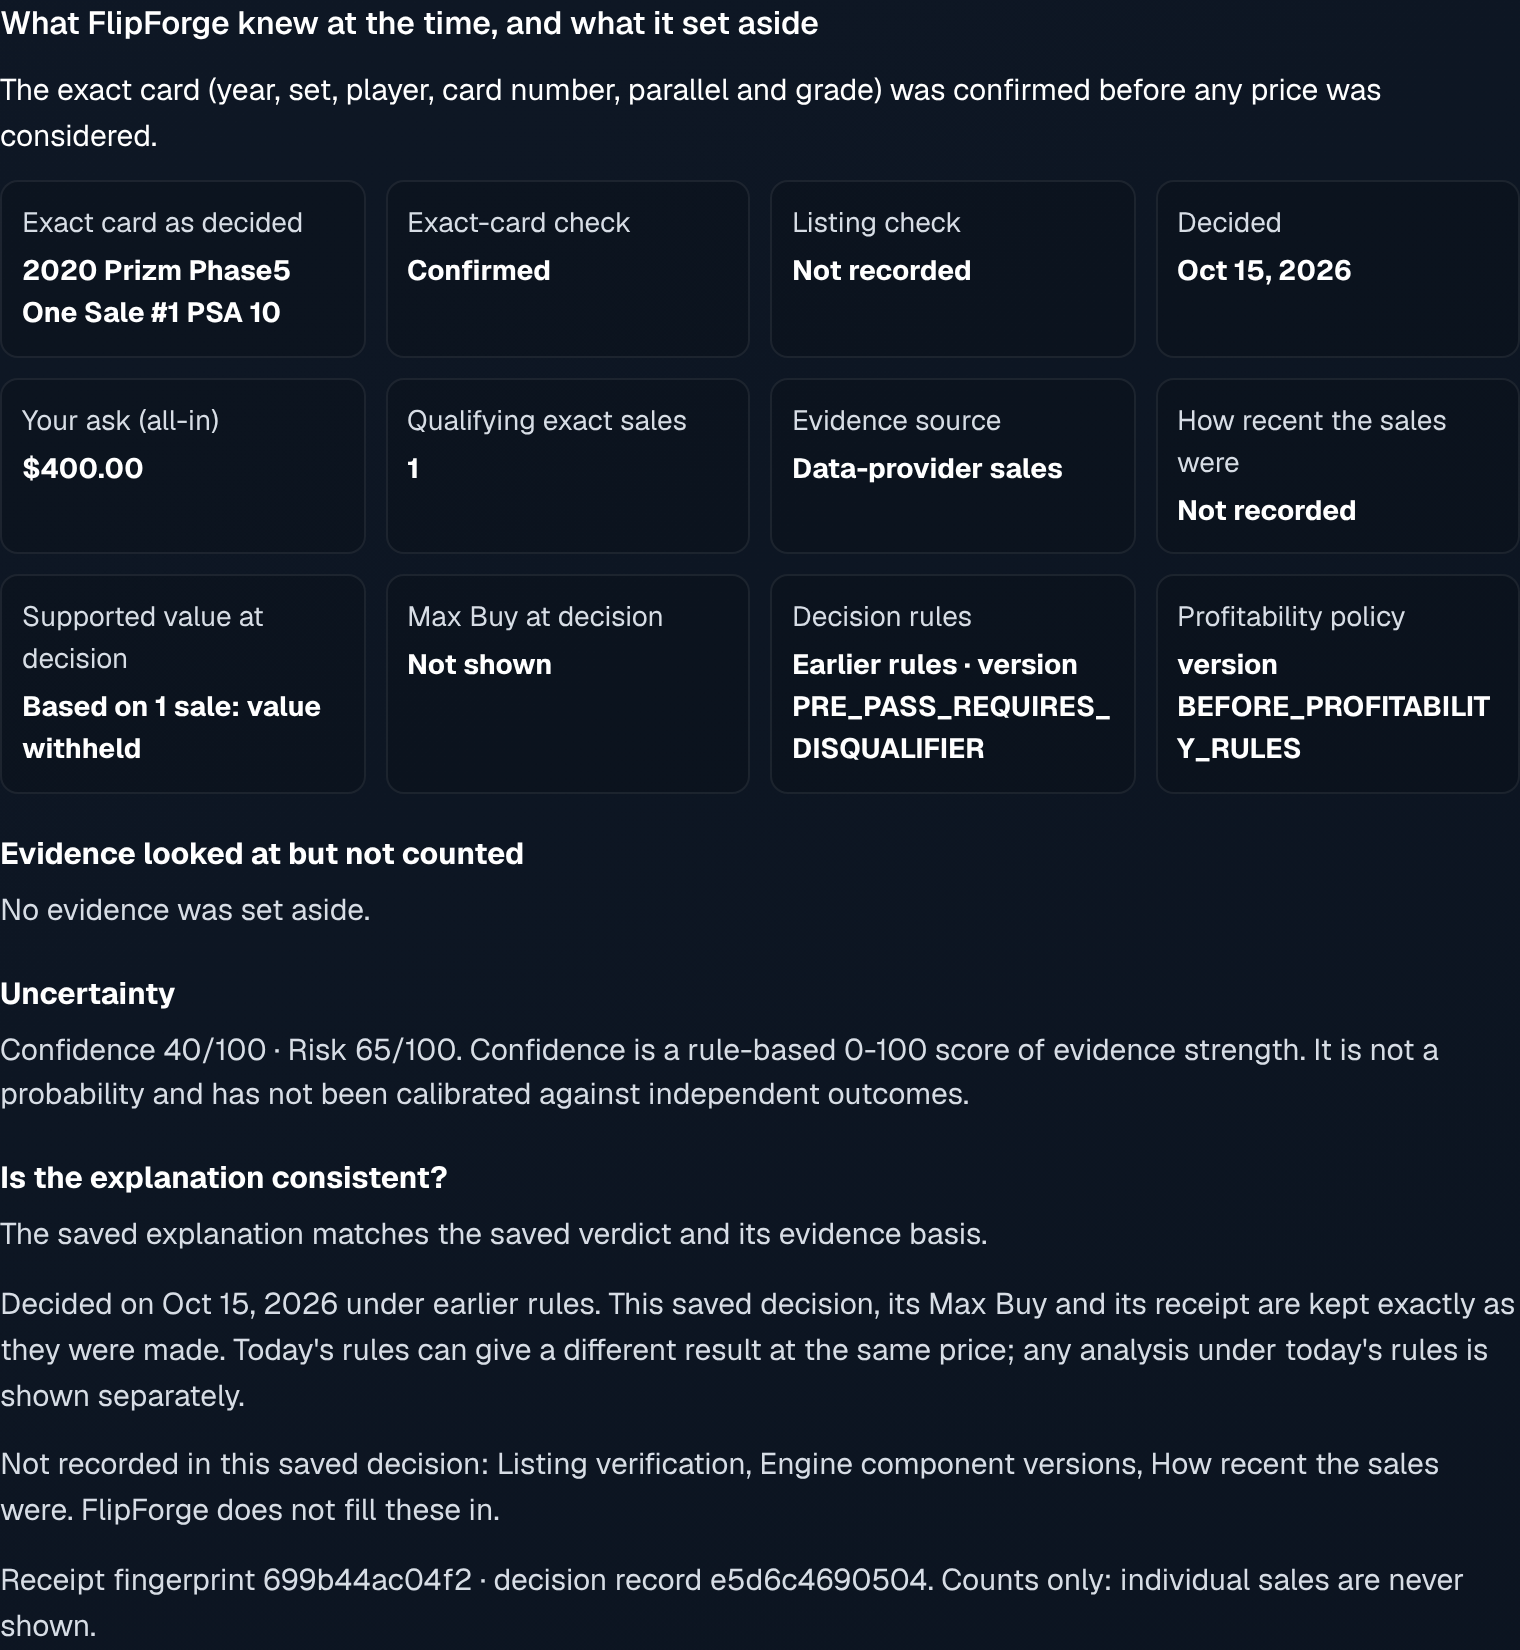 What FlipForge knew at the time, and what it set aside
The exact card (year, set, player, card number, parallel and grade) was confirmed before any price was
considered.
Exact card as decided
2020 Prizm Phase5
One Sale #1 PSA 10
Exact-card check
Confirmed
Listing check
Not recorded
Decided
Oct 15, 2026
Your ask (all-in)
$400.00
Qualifying exact sales
1
Evidence source
Data-provider sales
How recent the sales
were
Not recorded
Supported value at
decision
Based on 1 sale: value
withheld
Max Buy at decision
Not shown
Decision rules
Earlier rules · version
PRE_PASS_REQUIRES_
DISQUALIFIER
Profitability policy
version
BEFORE_PROFITABILIT
Y_RULES
Evidence looked at but not counted
No evidence was set aside.
Uncertainty
Confidence 40/100 · Risk 65/100. Confidence is a rule-based 0-100 score of evidence strength. It is not a
probability and has not been calibrated against independent outcomes.
Is the explanation consistent?
The saved explanation matches the saved verdict and its evidence basis.
Decided on Oct 15, 2026 under earlier rules. This saved decision, its Max Buy and its receipt are kept exactly as
they were made. Today's rules can give a different result at the same price; any analysis under today's rules is
shown separately.
Not recorded in this saved decision: Listing verification, Engine component versions, How recent the sales
were. FlipForge does not fill these in.
Receipt fingerprint 699b44ac04f2 · decision record e5d6c4690504. Counts only: individual sales are never
shown.